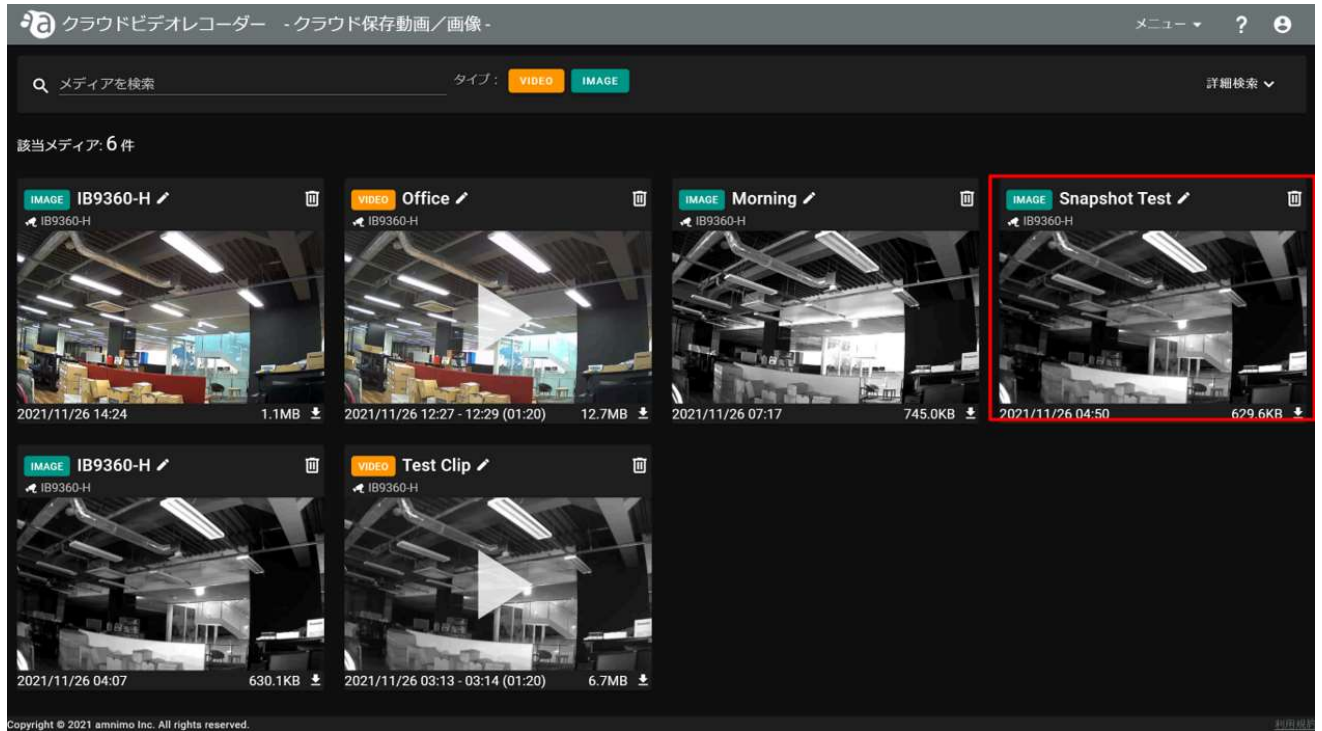 クラウドビデオレコーダー - クラウド保存動画／画像 -
メニュー
?
メディアを検索
タイプ :
VIDEO
IMAGE
詳細検索
該当メディア: 6 件
IMAGE IB9360-H
IB9360-H
2021/11/26 14:24 1.1MB
VIDEO Office
IB9360-H
2021/11/26 12:27 - 12:29 (01:20) 12.7MB
IMAGE Morning
IB9360-H
2021/11/26 07:17 745.0KB
IMAGE Snapshot Test
IB9360-H
2021/11/26 04:50 629.6KB
IMAGE IB9360-H
IB9360-H
2021/11/26 04:07 630.1KB
VIDEO Test Clip
IB9360-H
2021/11/26 03:13 - 03:14 (01:20) 6.7MB
Copyright © 2021 amnimo Inc. All rights reserved.
利用規約